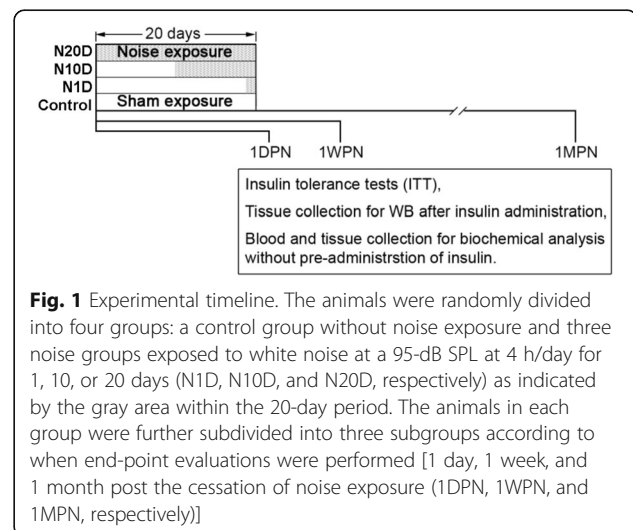 20 days
N20D Noise exposure
N10D
N1D
Control Sham exposure
1DPN 1WPN 1MPN
Insulin tolerance tests (ITT),
Tissue collection for WB after insulin administration,
Blood and tissue collection for biochemical analysis
without pre-administrstion of insulin.
Fig. 1 Experimental timeline. The animals were randomly divided
into four groups: a control group without noise exposure and three
noise groups exposed to white noise at a 95-dB SPL at 4 h/day for
1, 10, or 20 days (N1D, N10D, and N20D, respectively) as indicated
by the gray area within the 20-day period. The animals in each
group were further subdivided into three subgroups according to
when end-point evaluations were performed [1 day, 1 week, and
1 month post the cessation of noise exposure (1DPN, 1WPN, and
1MPN, respectively)]